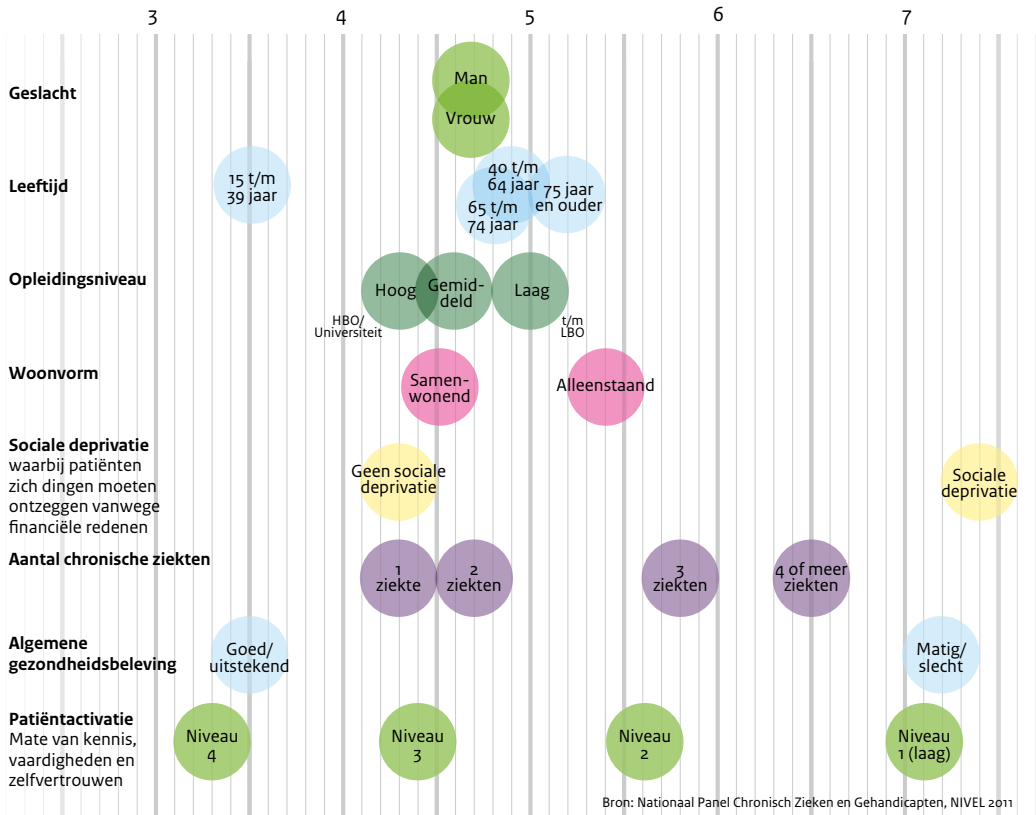 3 4 5 6 7
Geslacht
Man
Vrouw
Leeftijd
15 t/m
39 jaar
40 t/m
64 jaar
65 t/m
74 jaar
75 jaar
en ouder
Opleidingsniveau
Hoog
HBO/
Universiteit
Gemid-
deld
Laag
t/m
LBO
Woonvorm
Samen-
wonend
Alleenstaand
Sociale deprivatie
waarbij patiënten
zich dingen moeten
ontzeggen vanwege
financiële redenen
Geen sociale
deprivatie
Sociale
deprivatie
Aantal chronische ziekten
1
ziekte
2
ziekten
3
ziekten
4 of meer
ziekten
Algemene
gezondheidsbeleving
Goed/
uitstekend
Matig/
slecht
Patiëntactivatie
Mate van kennis,
vaardigheden en
zelfvertrouwen
Niveau
4
Niveau
3
Niveau
2
Niveau
1 (laag)
Bron: Nationaal Panel Chronisch Zieken en Gehandicapten, NIVEL 2011